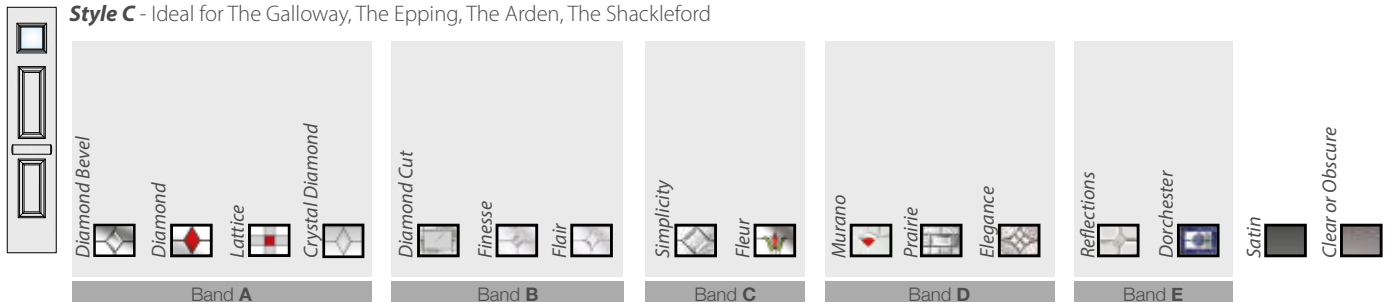 Style C - Ideal for The Galloway, The Epping, The Arden, The Shackleford
Diamond Bevel
Diamond
Lattice
Crystal Diamond
Diamond Cut
Finesse
Flair
Simplicity
Fleur
Murano
Prairie
Elegance
Reflections
Dorchester
Satin
Clear or Obscure
Band A
Band B
Band C
Band D
Band E